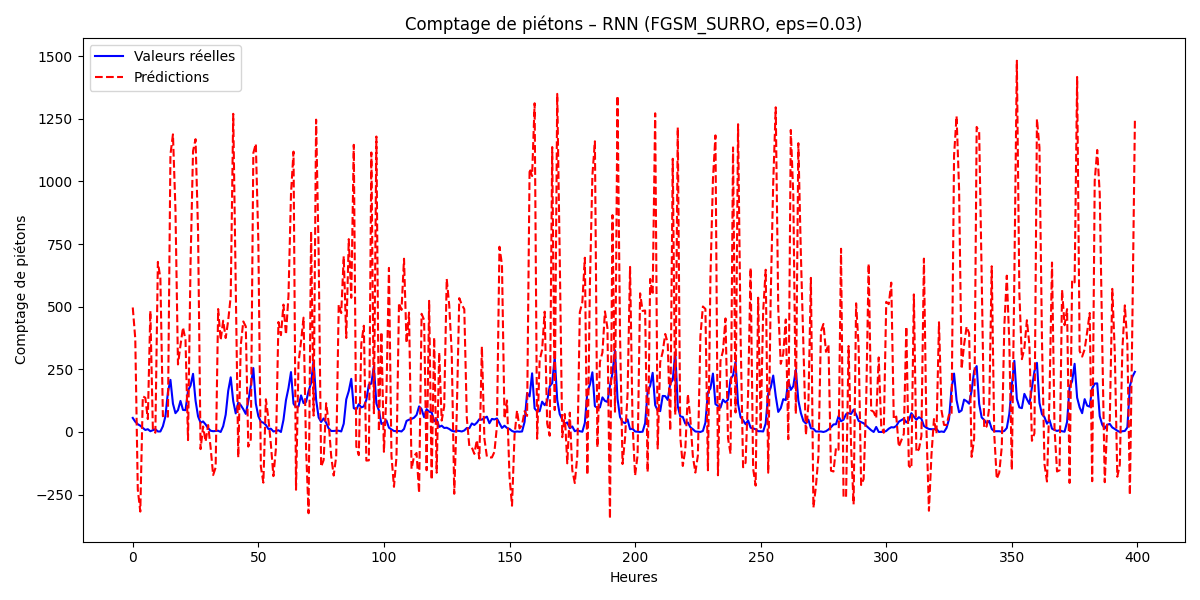 Comptage de piétons – RNN (FGSM_SURRO, eps=0.03)
Valeurs réelles
Prédictions
Comptage de piétons
1500
1250
1000
750
500
250
0
−250
0 50 100 150 200 250 300 350 400
Heures